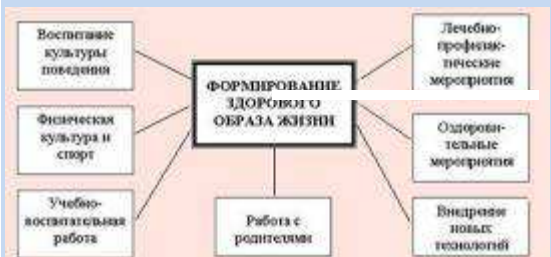 Воспитание
культуры
поведения
Физическая
культура и
спорт
Учебно-
воспитательная
работа
ФОРМИРОВАНИЕ
ЗДОРОВОГО
ОБРАЗА ЖИЗНИ
Работа с
родителями
Лечебно-
профилак-
тические
мероприятия
Оздорови-
тельные
мероприятия
Внедрение
новых
технологий